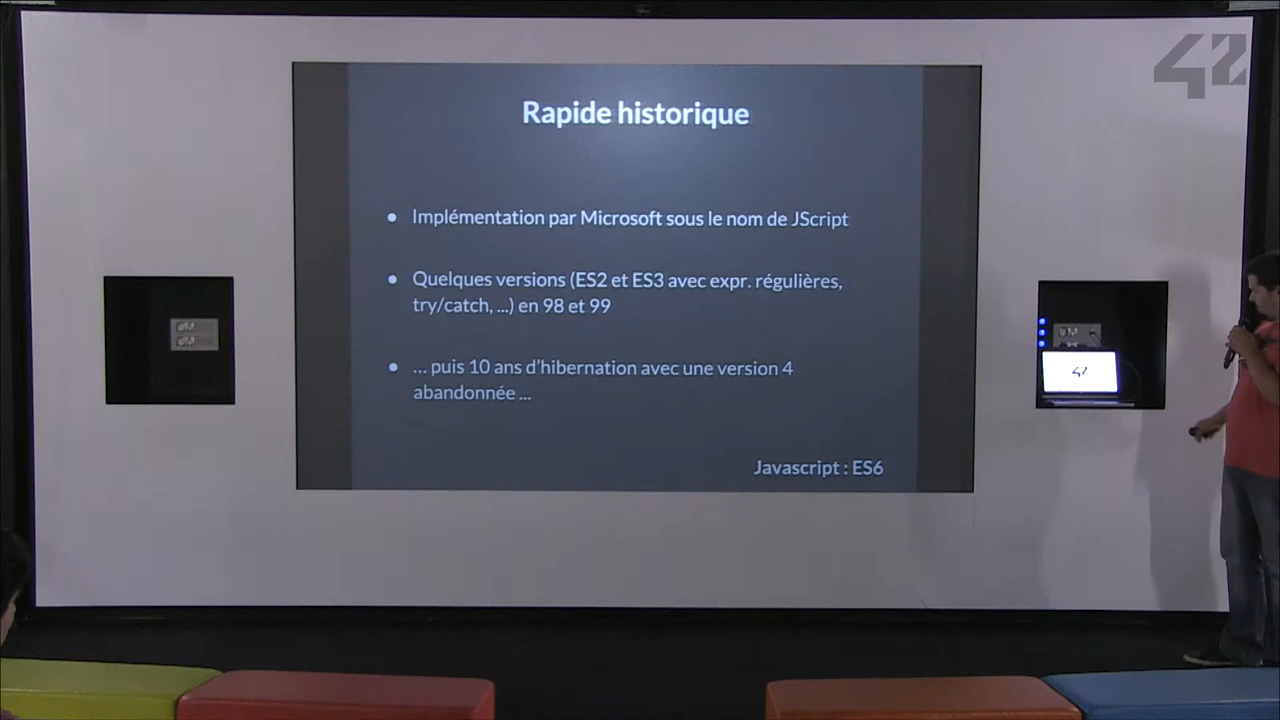 42
Rapide historique
● Implémentation par Microsoft sous le nom de JScript
● Quelques versions (ES2 et ES3 avec expr. régulières,
try/catch, ...) en 98 et 99
● ... puis 10 ans d'hibernation avec une version 4
abandonnée ...
Javascript : ES6
42